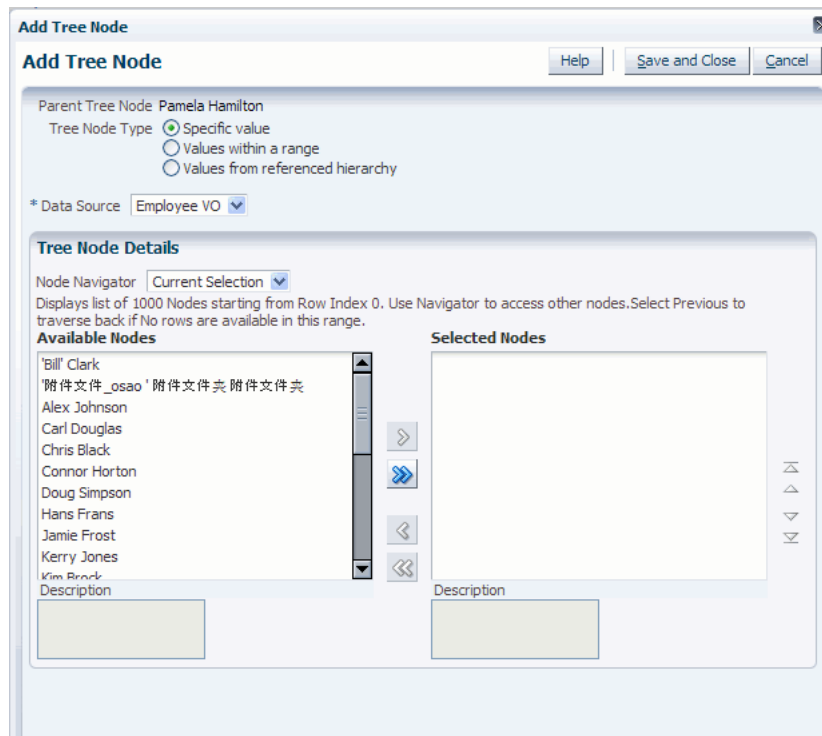 Add Tree Node
Add Tree Node
Help
Save and Close
Cancel
Parent Tree Node Pamela Hamilton
Tree Node Type Specific value
Values within a range
Values from referenced hierarchy
* Data Source Employee VO
Tree Node Details
Node Navigator Current Selection
Displays list of 1000 Nodes starting from Row Index 0. Use Navigator to access other nodes.Select Previous to
traverse back if No rows are available in this range.
Available Nodes
'Bill' Clark
'附件文件_osao ' 附件文件夹 附件文件夹
Alex Johnson
Carl Douglas
Chris Black
Connor Horton
Doug Simpson
Hans Frans
Jamie Frost
Kerry Jones
Kim Brock
Description
Selected Nodes
Description